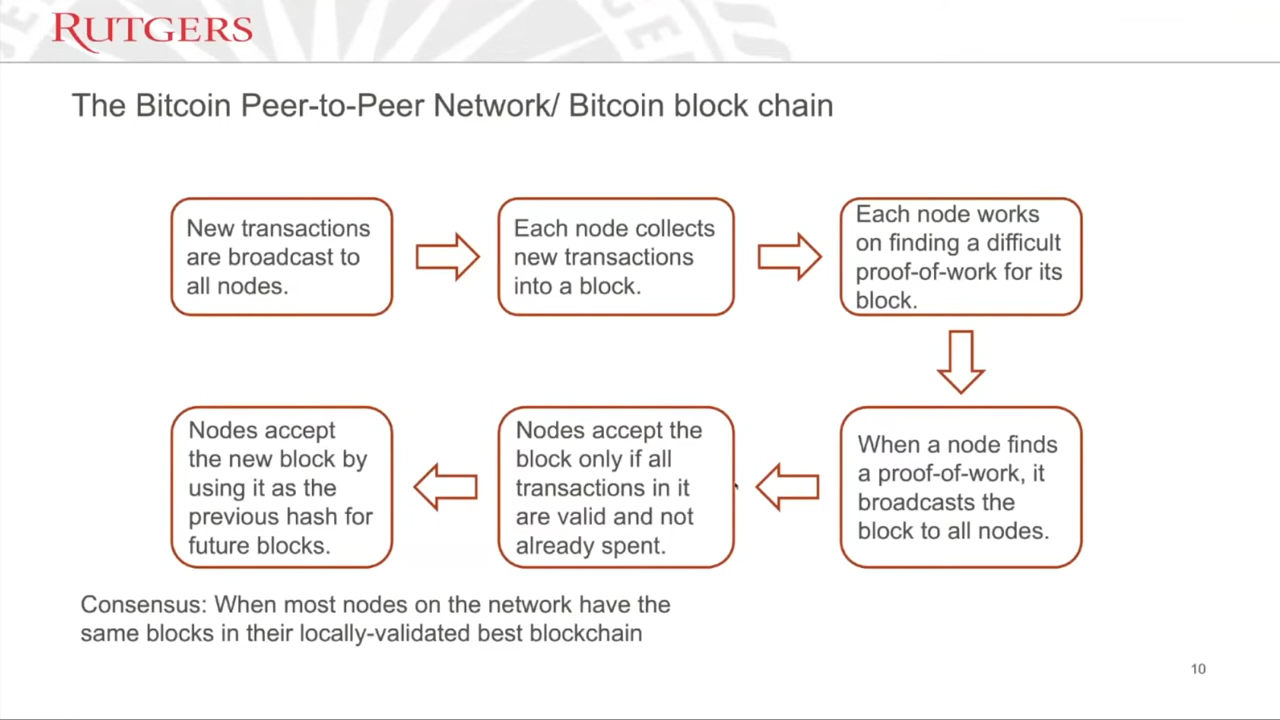 RUTGERS
The Bitcoin Peer-to-Peer Network/ Bitcoin block chain
New transactions
are broadcast to
all nodes.
Each node collects
new transactions
into a block.
Each node works
on finding a difficult
proof-of-work for its
block.
When a node finds
a proof-of-work, it
broadcasts the
block to all nodes.
Nodes accept the
block only if all
transactions in it
are valid and not
already spent.
Nodes accept
the new block by
using it as the
previous hash for
future blocks.
Consensus: When most nodes on the network have the
same blocks in their locally-validated best blockchain
10